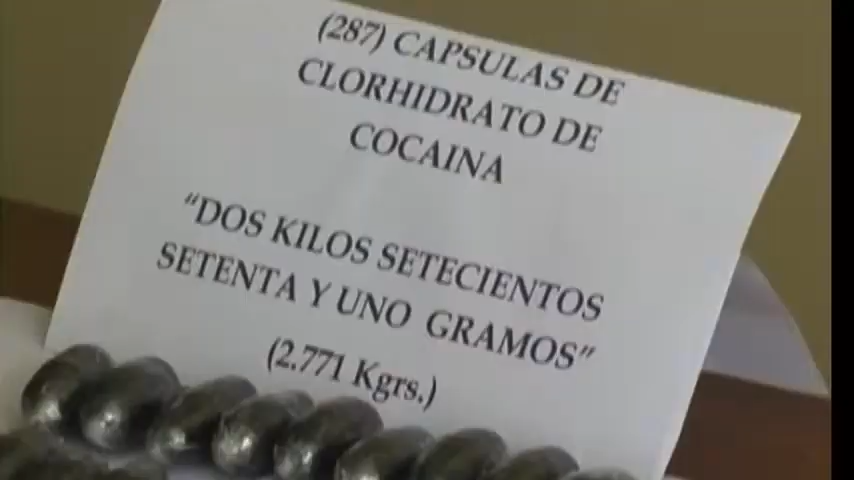 (287) CAPSULAS DE
CLORHIDRATO DE
COCAINA
“DOS KILOS SETECIENTOS
SETENTA Y UNO GRAMOS”
(2.771 Kgrs.)